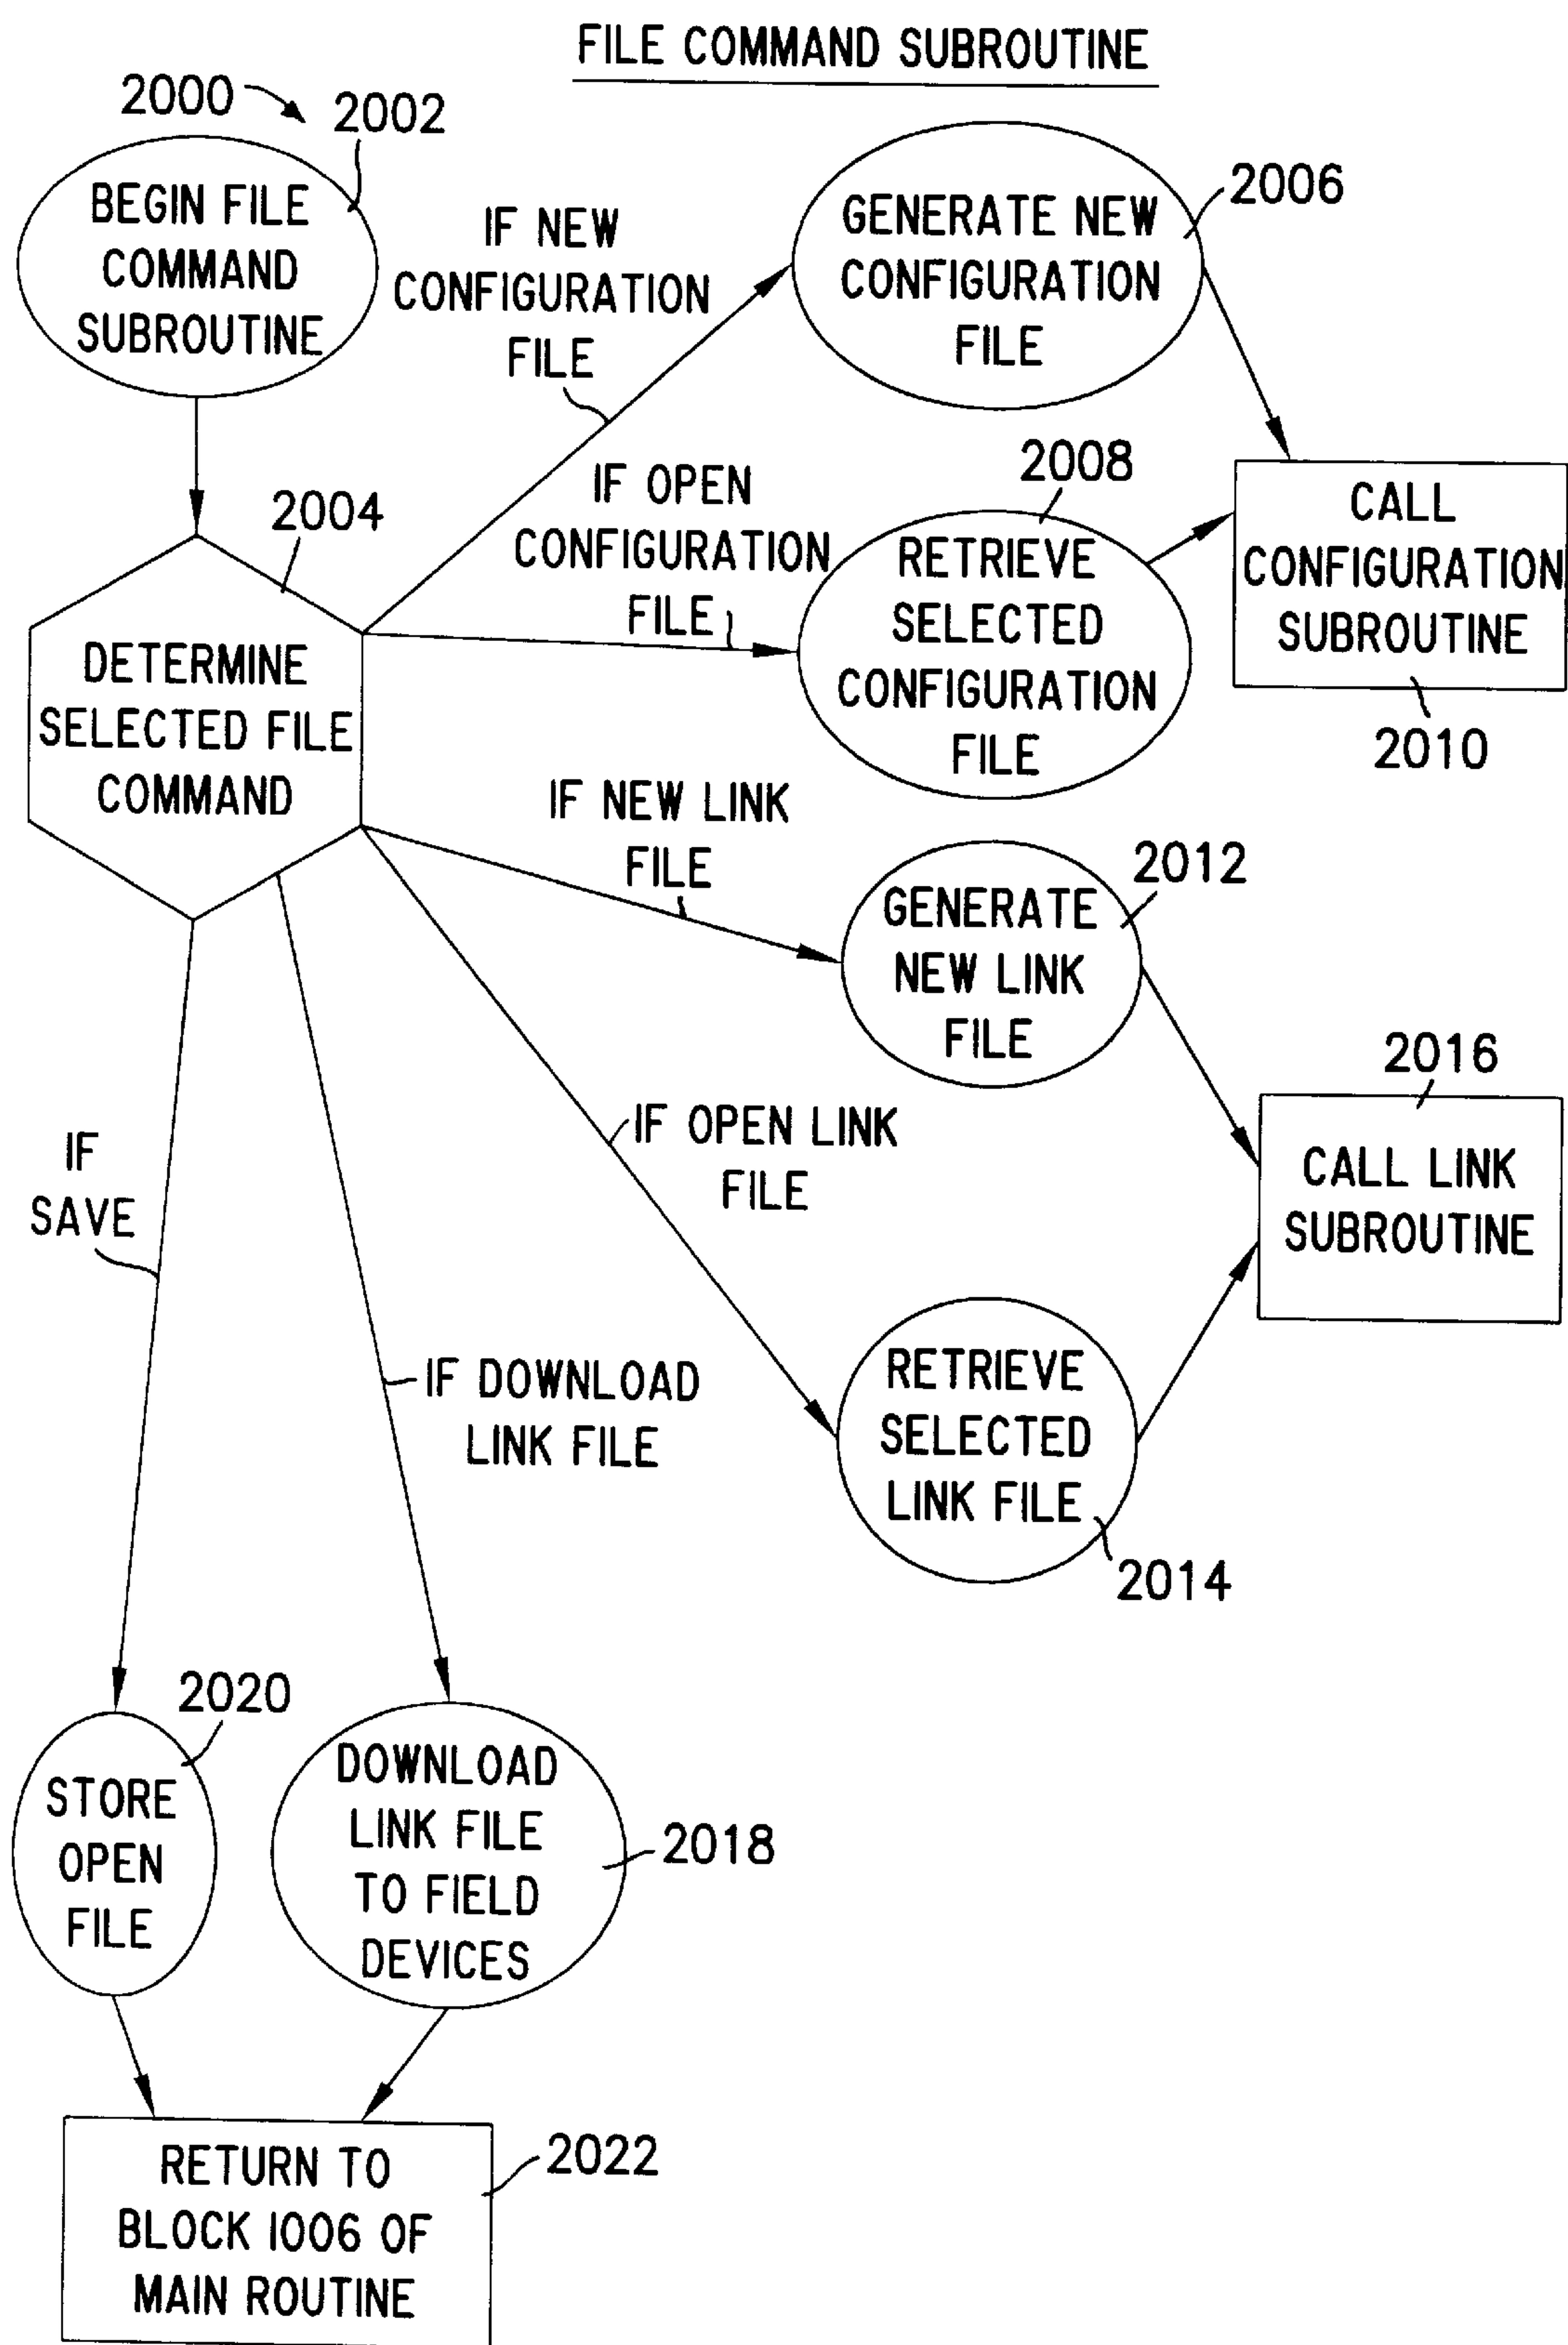 FILE COMMAND SUBROUTINE
2000
2002
BEGIN FILE
COMMAND
SUBROUTINE
IF NEW
CONFIGURATION
FILE
GENERATE NEW
CONFIGURATION
FILE
2006
2004
DETERMINE
SELECTED FILE
COMMAND
IF OPEN
CONFIGURATION
FILE
2008
RETRIEVE
SELECTED
CONFIGURATION
FILE
CALL
CONFIGURATION
SUBROUTINE
2010
IF NEW LINK
FILE
2012
GENERATE
NEW LINK
FILE
IF OPEN LINK
FILE
2016
CALL LINK
SUBROUTINE
RETRIEVE
SELECTED
LINK FILE
2014
IF
SAVE
IF DOWNLOAD
LINK FILE
2020
STORE
OPEN
FILE
DOWNLOAD
LINK FILE
TO FIELD
DEVICES
2018
RETURN TO
BLOCK 1006 OF
MAIN ROUTINE
2022